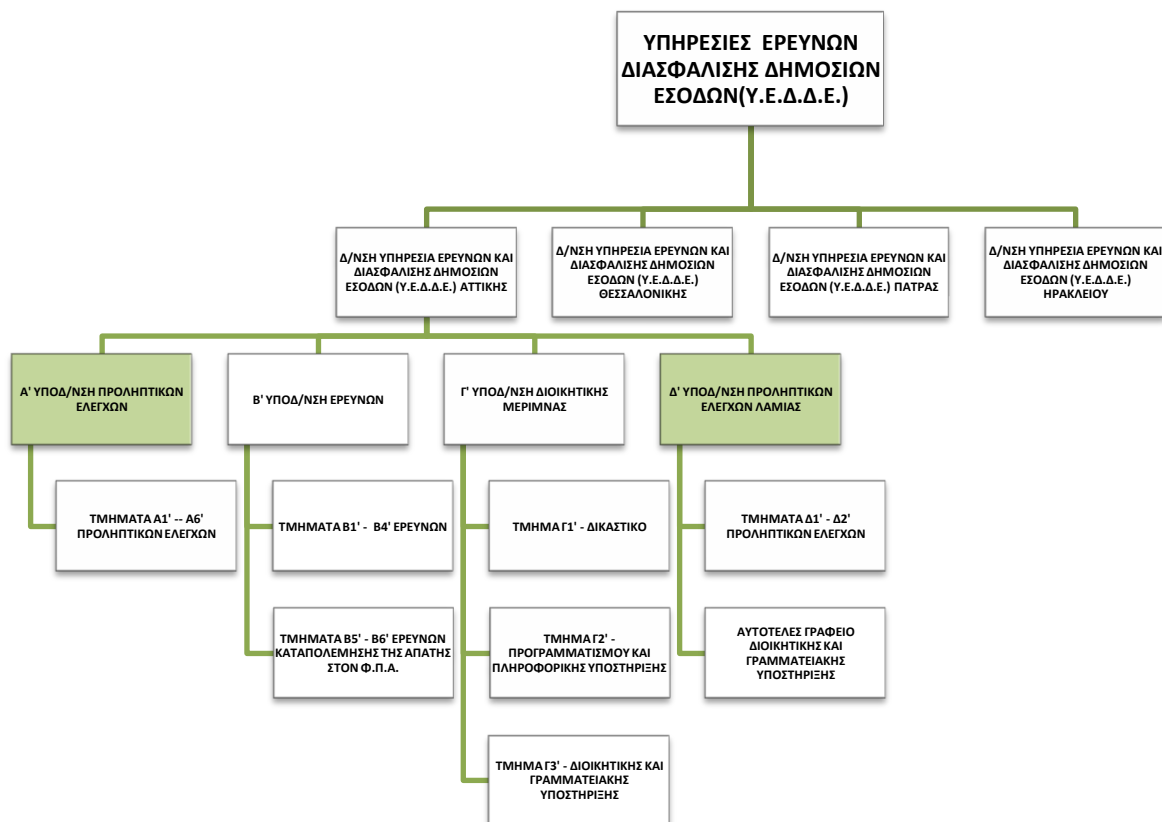 ΥΠΗΡΕΣΙΕΣ ΕΡΕΥΝΩΝ
ΔΙΑΣΦΑΛΙΣΗΣ ΔΗΜΟΣΙΩΝ
ΕΣΟΔΩΝ(Υ.Ε.Δ.Δ.Ε.)
Δ/ΝΣΗ ΥΠΗΡΕΣΙΑ ΕΡΕΥΝΩΝ ΚΑΙ
ΔΙΑΣΦΑΛΙΣΗΣ ΔΗΜΟΣΙΩΝ
ΕΣΟΔΩΝ (Υ.Ε.Δ.Δ.Ε.) ΑΤΤΙΚΗΣ
Δ/ΝΣΗ ΥΠΗΡΕΣΙΑ ΕΡΕΥΝΩΝ ΚΑΙ
ΔΙΑΣΦΑΛΙΣΗΣ ΔΗΜΟΣΙΩΝ
ΕΣΟΔΩΝ (Υ.Ε.Δ.Δ.Ε.)
ΘΕΣΣΑΛΟΝΙΚΗΣ
Δ/ΝΣΗ ΥΠΗΡΕΣΙΑ ΕΡΕΥΝΩΝ ΚΑΙ
ΔΙΑΣΦΑΛΙΣΗΣ ΔΗΜΟΣΙΩΝ
ΕΣΟΔΩΝ (Υ.Ε.Δ.Δ.Ε.) ΠΑΤΡΑΣ
Δ/ΝΣΗ ΥΠΗΡΕΣΙΑ ΕΡΕΥΝΩΝ ΚΑΙ
ΔΙΑΣΦΑΛΙΣΗΣ ΔΗΜΟΣΙΩΝ
ΕΣΟΔΩΝ (Υ.Ε.Δ.Δ.Ε.)
ΗΡΑΚΛΕΙΟΥ
Α' ΥΠΟΔ/ΝΣΗ ΠΡΟΛΗΠΤΙΚΩΝ
ΕΛΕΓΧΩΝ
Β' ΥΠΟΔ/ΝΣΗ ΕΡΕΥΝΩΝ
Γ' ΥΠΟΔ/ΝΣΗ ΔΙΟΙΚΗΤΙΚΗΣ
ΜΕΡΙΜΝΑΣ
Δ' ΥΠΟΔ/ΝΣΗ ΠΡΟΛΗΠΤΙΚΩΝ
ΕΛΕΓΧΩΝ ΛΑΜΙΑΣ
ΤΜΗΜΑΤΑ Α1' -- Α6'
ΠΡΟΛΗΠΤΙΚΩΝ ΕΛΕΓΧΩΝ
ΤΜΗΜΑΤΑ Β1' - Β4' ΕΡΕΥΝΩΝ
ΤΜΗΜΑ Γ1' - ΔΙΚΑΣΤΙΚΟ
ΤΜΗΜΑΤΑ Δ1' - Δ2'
ΠΡΟΛΗΠΤΙΚΩΝ ΕΛΕΓΧΩΝ
ΤΜΗΜΑΤΑ Β5' - Β6' ΕΡΕΥΝΩΝ
ΚΑΤΑΠΟΛΕΜΗΣΗΣ ΤΗΣ ΑΠΑΤΗΣ
ΣΤΟΝ Φ.Π.Α.
ΤΜΗΜΑ Γ2' -
ΠΡΟΓΡΑΜΜΑΤΙΣΜΟΥ ΚΑΙ
ΠΛΗΡΟΦΟΡΙΚΗΣ ΥΠΟΣΤΗΡΙΞΗΣ
ΑΥΤΟΤΕΛΕΣ ΓΡΑΦΕΙΟ
ΔΙΟΙΚΗΤΙΚΗΣ ΚΑΙ
ΓΡΑΜΜΑΤΕΙΑΚΗΣ
ΥΠΟΣΤΗΡΙΞΗΣ
ΤΜΗΜΑ Γ3' - ΔΙΟΙΚΗΤΙΚΗΣ ΚΑΙ
ΓΡΑΜΜΑΤΕΙΑΚΗΣ
ΥΠΟΣΤΗΡΙΞΗΣ